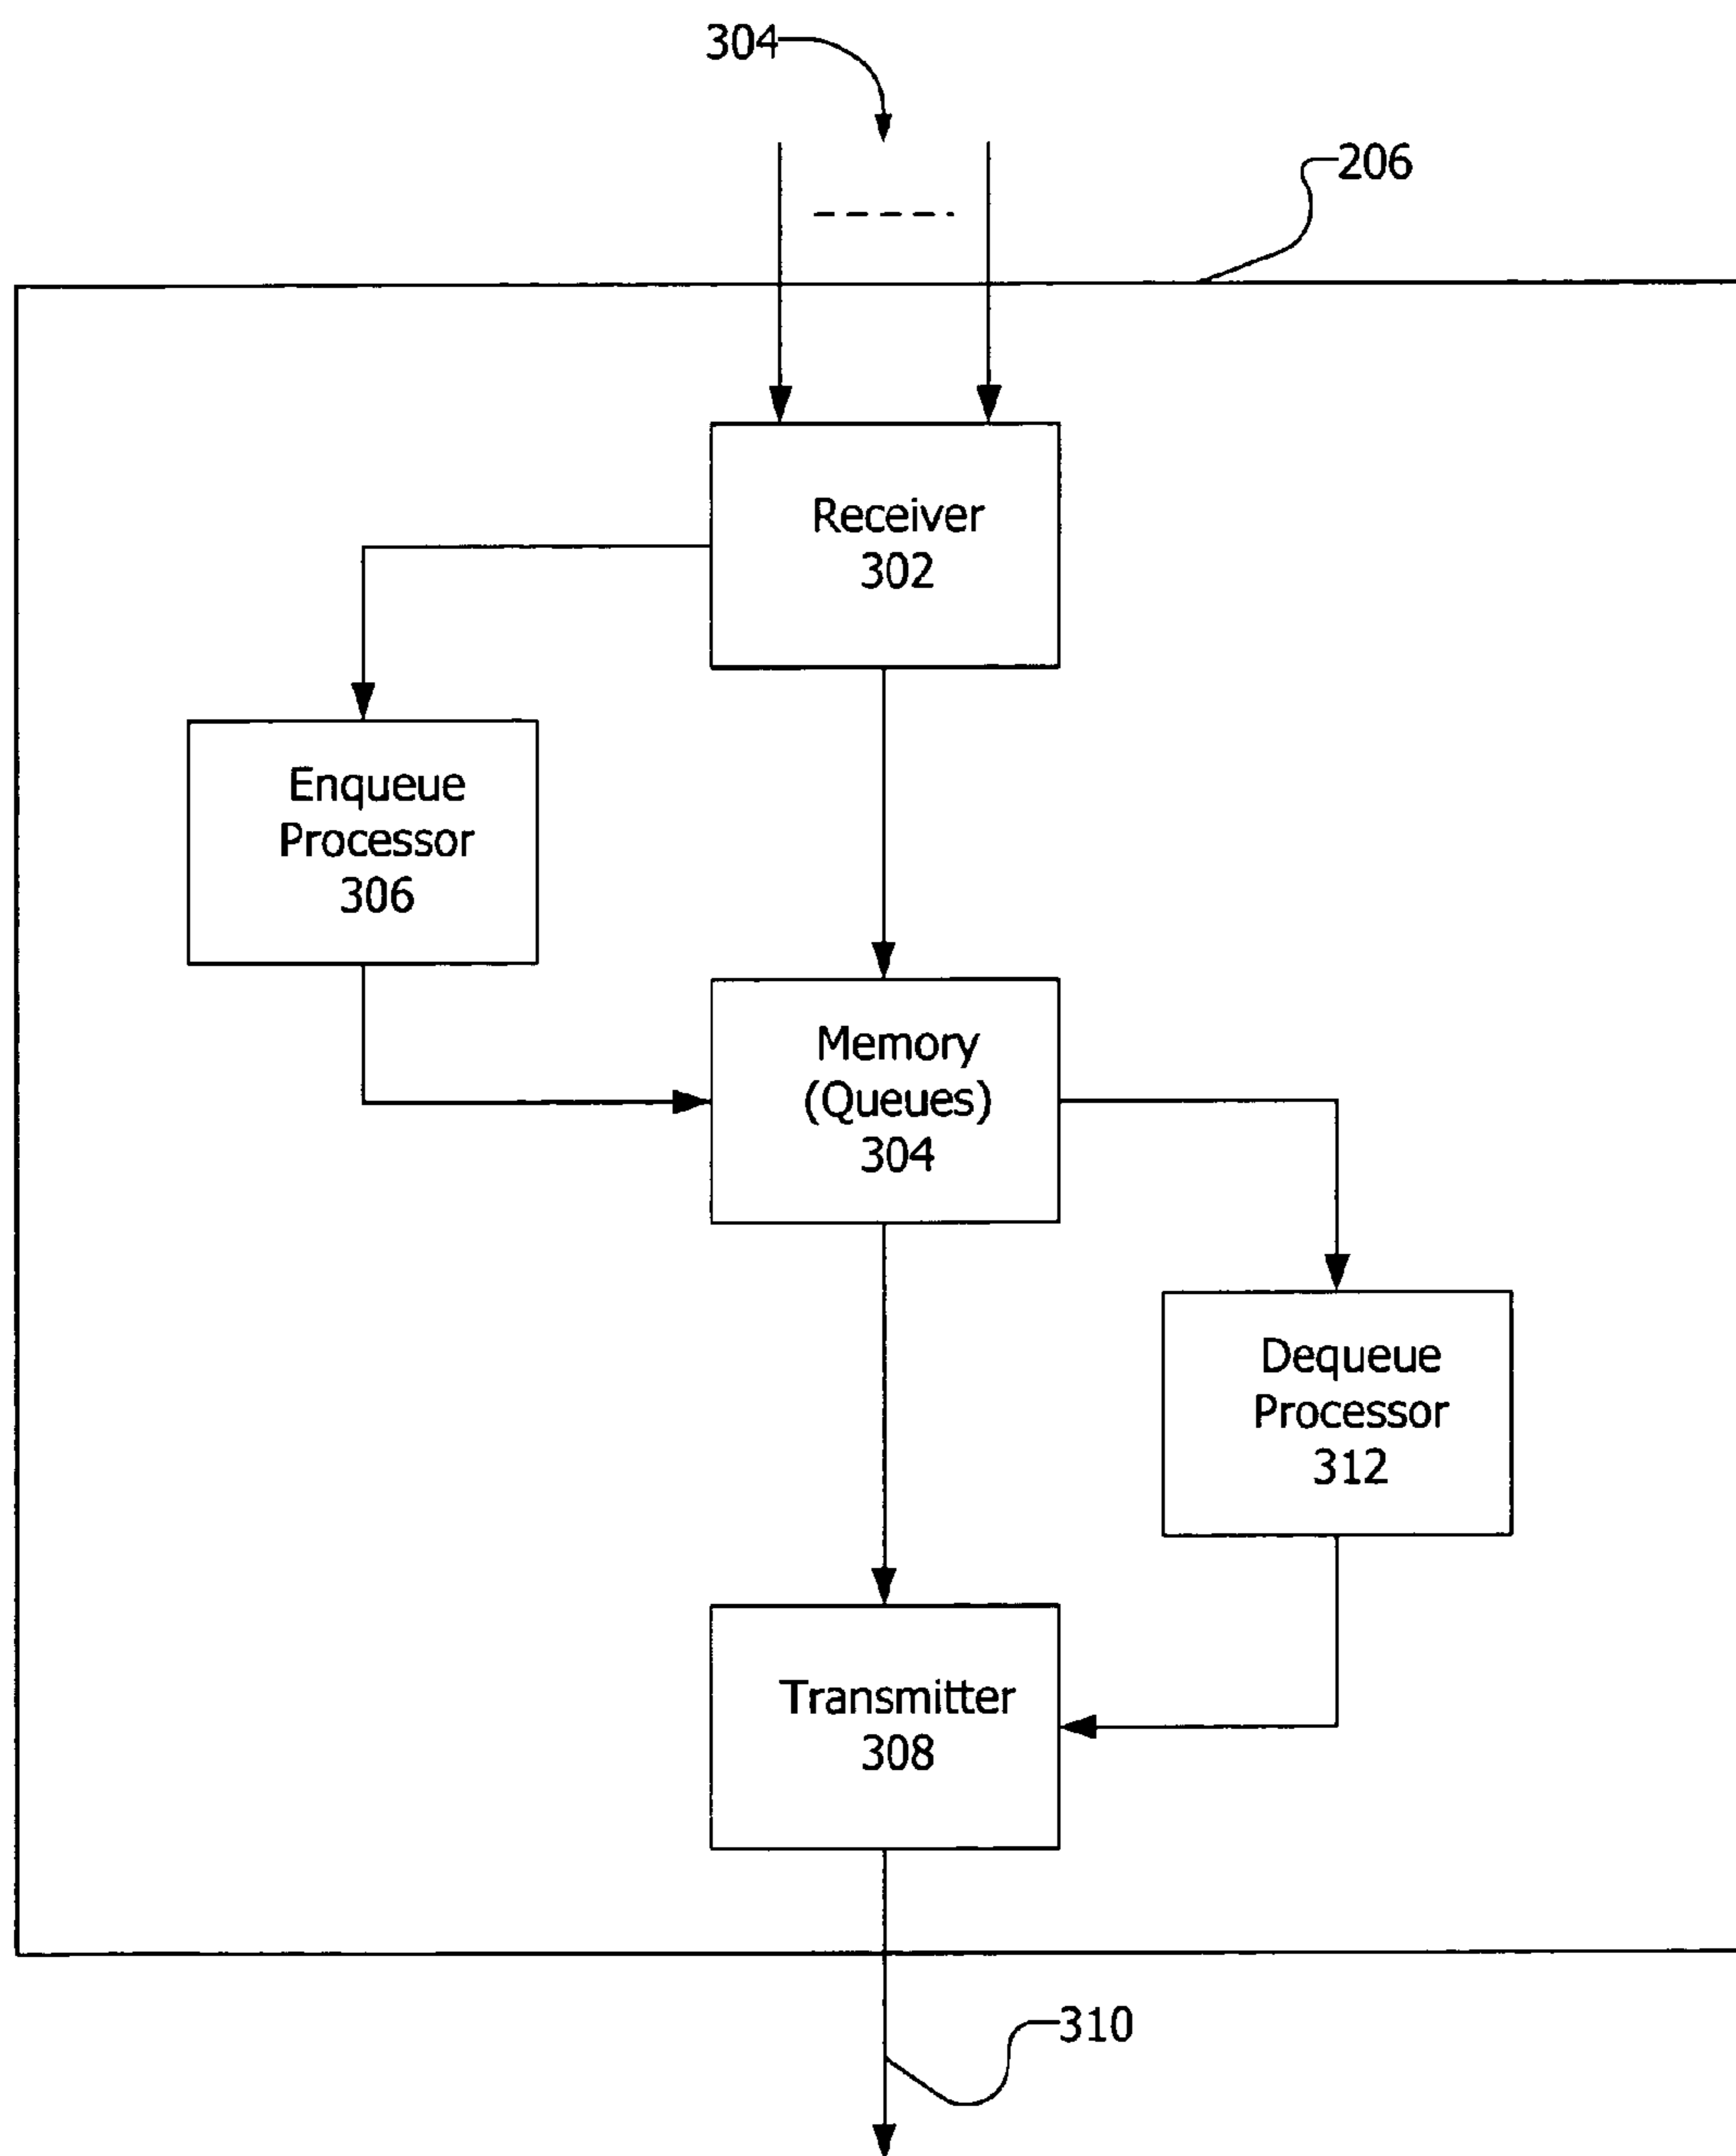 304
206
Receiver
302
Enqueue
Processor
306
Memory
(Queues)
304
Dequeue
Processor
312
Transmitter
308
310